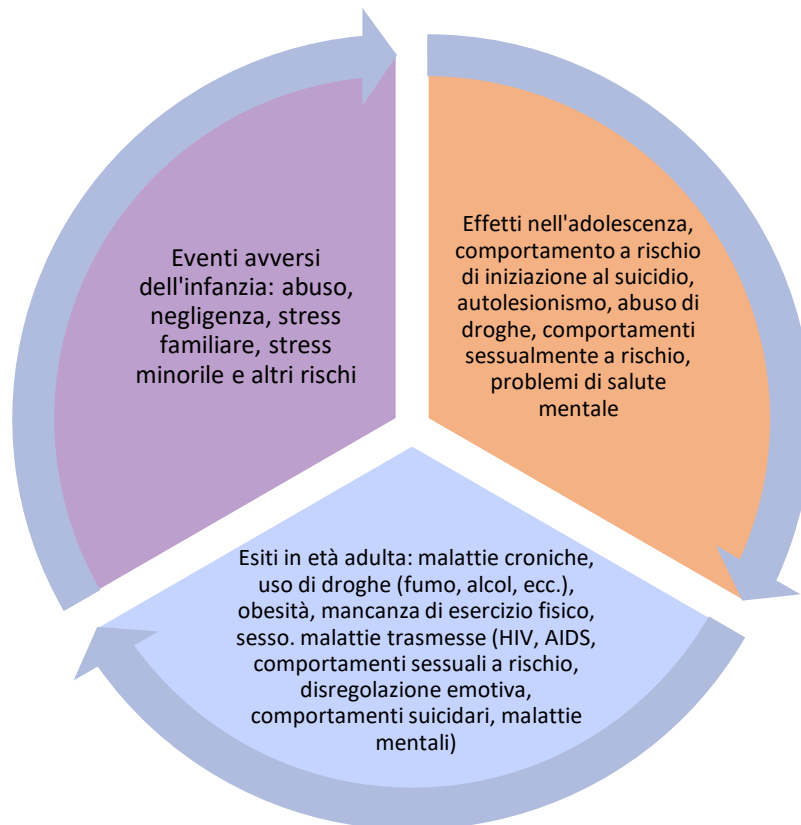 Eventi avversi
dell'infanzia: abuso,
negligenza, stress
familiare, stress
minorile e altri rischi
Effetti nell'adolescenza,
comportamento a rischio
di iniziazione al suicidio,
autolesionismo, abuso di
droghe, comportamenti
sessualmente a rischio,
problemi di salute
mentale
Esiti in età adulta: malattie croniche,
uso di droghe (fumo, alcol, ecc.),
obesità, mancanza di esercizio fisico,
sesso. malattie trasmesse (HIV, AIDS,
comportamenti sessuali a rischio,
disregolazione emotiva,
comportamenti suicidari, malattie
mentali)